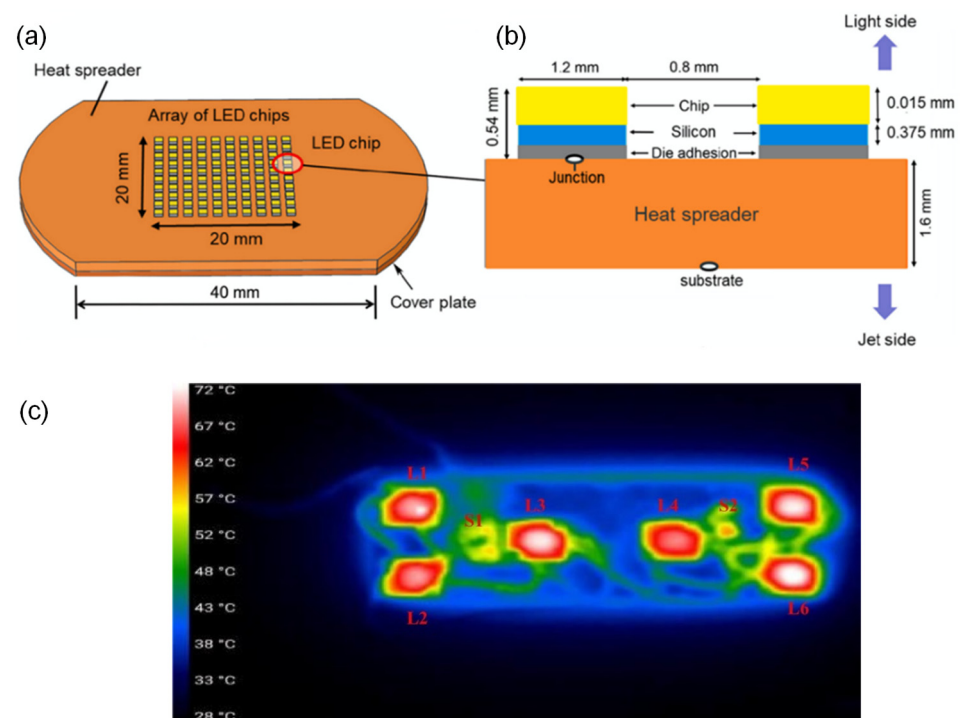 (a)
Heat spreader
Array of LED chips
LED chip
20 mm
20 mm
40 mm
Cover plate
(b)
Light side
1.2 mm
0.8 mm
0.54 mm
Chip
0.015 mm
Silicon
0.375 mm
Die adhesion
Junction
Heat spreader
1.6 mm
substrate
Jet side
(c)
72 °C
67 °C
62 °C
57 °C
52 °C
48 °C
43 °C
38 °C
33 °C
28 °C
L1
L5
S1
L3
L4
S2
L2
L6